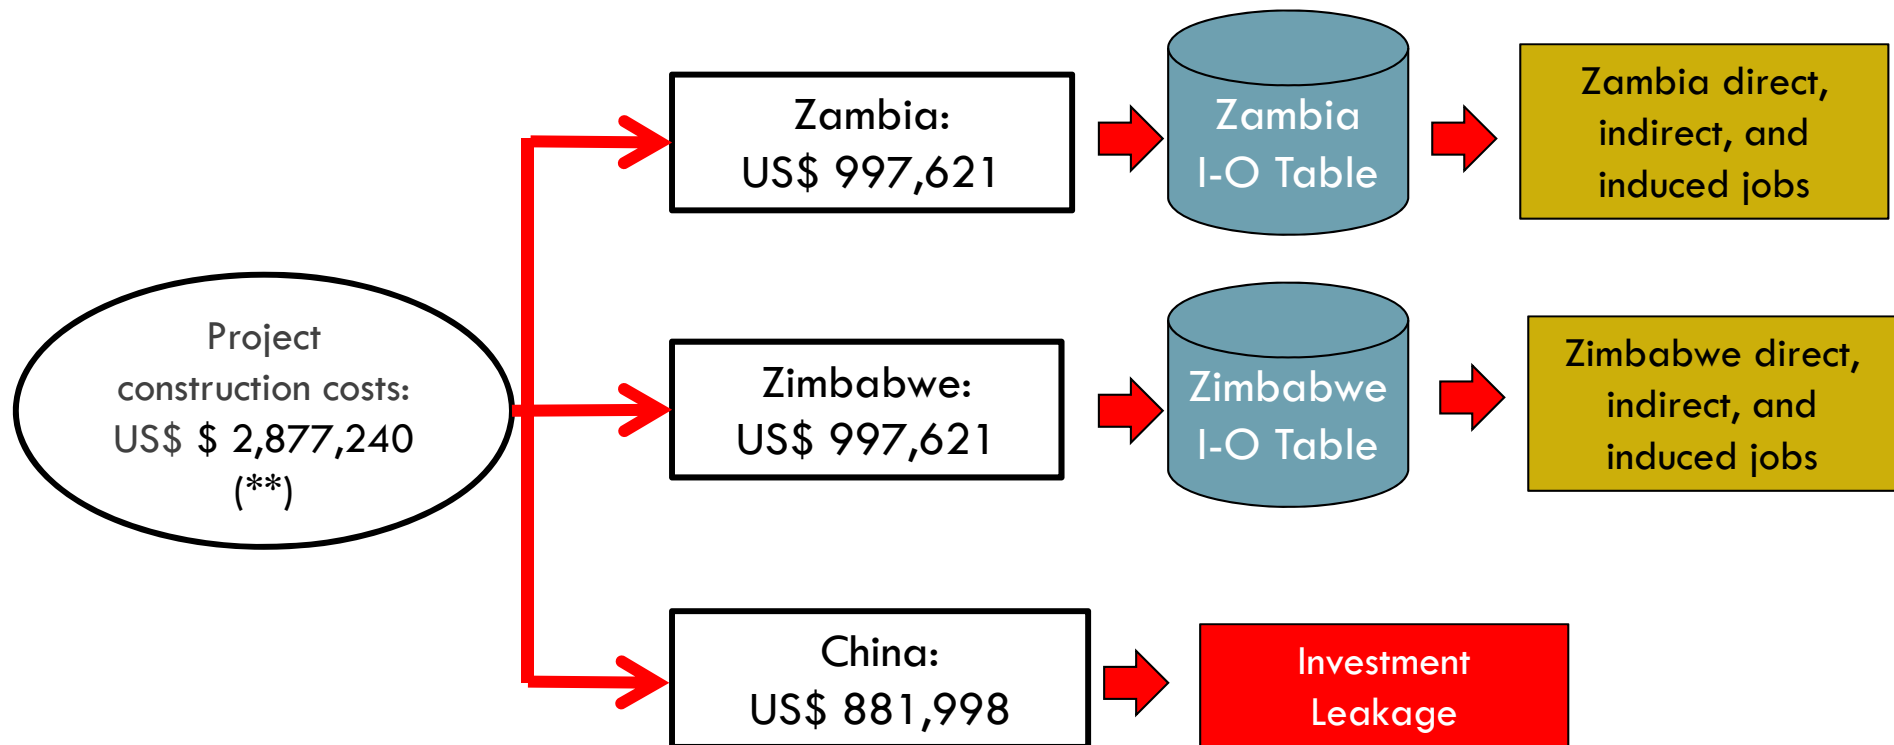 Project
construction costs:
US$ $ 2,877,240
(**)
Zambia:
US$ 997,621
Zambia
I-O Table
Zambia direct,
indirect, and
induced jobs
Zimbabwe:
US$ 997,621
Zimbabwe
I-O Table
Zimbabwe direct,
indirect, and
induced jobs
China:
US$ 881,998
Investment
Leakage